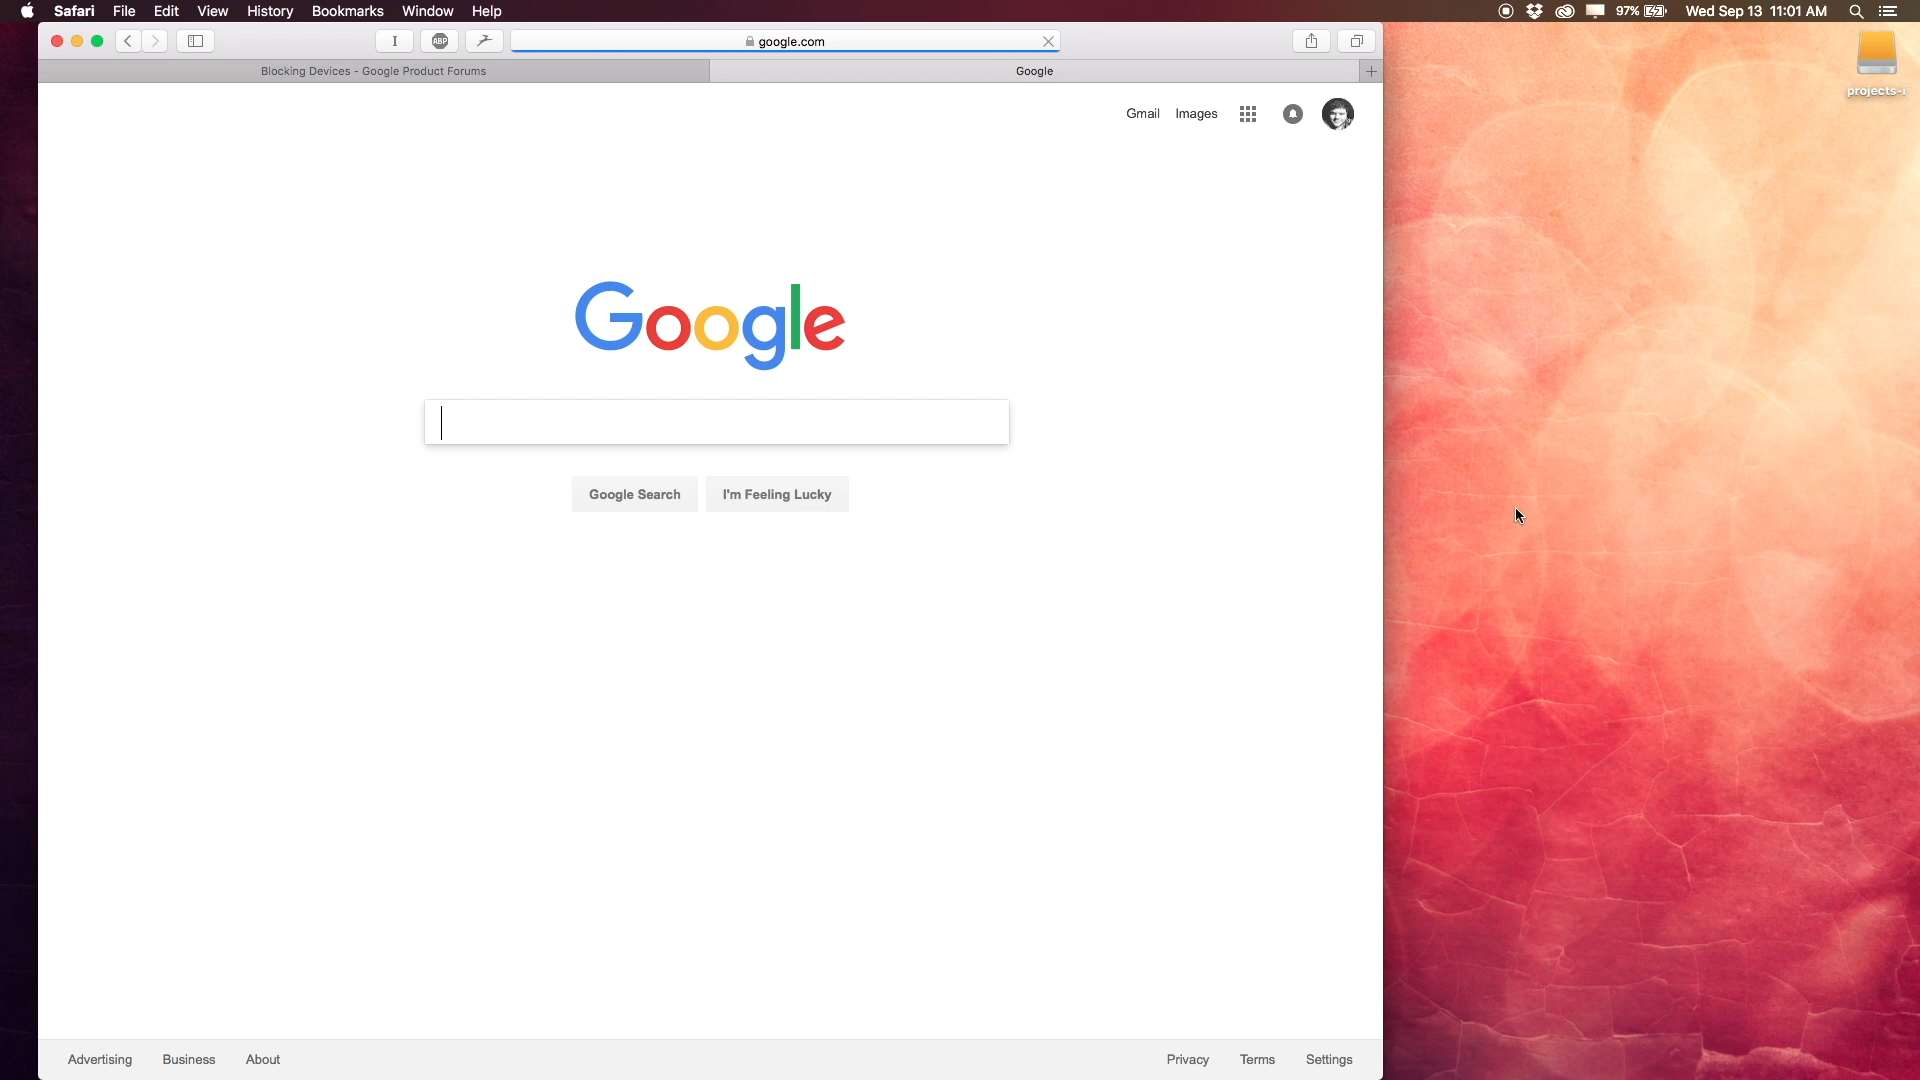 Safari File Edit View History Bookmarks Window Help 97% Wed Sep 13 11:01 AM
ABP google.com
Blocking Devices - Google Product Forums Google
projects-i
Gmail Images
Google
Google Search I'm Feeling Lucky
Advertising Business About Privacy Terms Settings